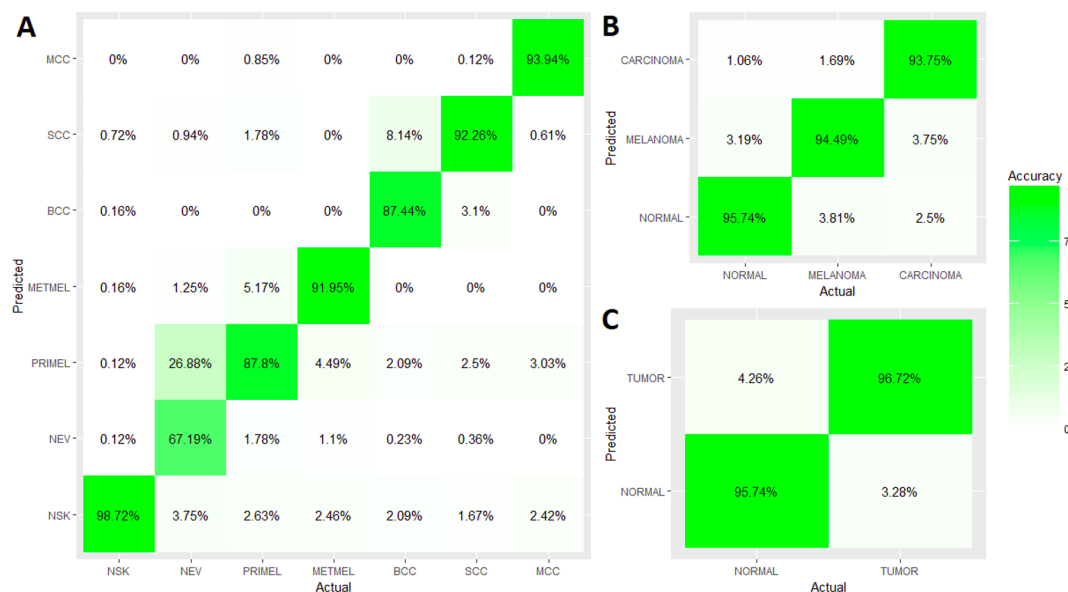 A
MCC 0% 0% 0.85% 0% 0% 0.12% 93.94%
SCC 0.72% 0.94% 1.78% 0% 8.14% 92.26% 0.61%
BCC 0.16% 0% 0% 0% 87.44% 3.1% 0%
METMEL 0.16% 1.25% 5.17% 91.95% 0% 0% 0%
PRIMEL 0.12% 26.88% 87.8% 4.49% 2.09% 2.5% 3.03%
NEV 0.12% 67.19% 1.78% 1.1% 0.23% 0.36% 0%
NSK 98.72% 3.75% 2.63% 2.46% 2.09% 1.67% 2.42%
NSK NEV PRIMEL METMEL BCC SCC MCC
Actual
Predicted
B
CARCINOMA 1.06% 1.69% 93.75%
MELANOMA 3.19% 94.49% 3.75%
NORMAL 95.74% 3.81% 2.5%
NORMAL MELANOMA CARCINOMA
Actual
Predicted
C
TUMOR 4.26% 96.72%
NORMAL 95.74% 3.28%
NORMAL TUMOR
Actual
Predicted
Accuracy
7
5
2
0